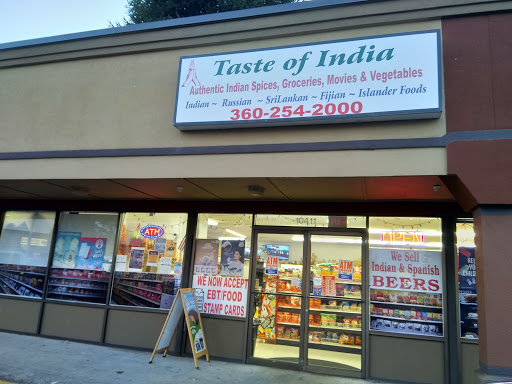 Taste of India
Authentic Indian Spices, Groceries, Movies & Vegetables
Indian ~ Russian ~ SriLankan ~ Fijian ~ Islander Foods
360-254-2000
10411
ATM
OPEN
ATM
ATM
WE NOW ACCEPT
EBT/FOOD
STAMP CARDS
We Sell
Indian & Spanish
BEERS